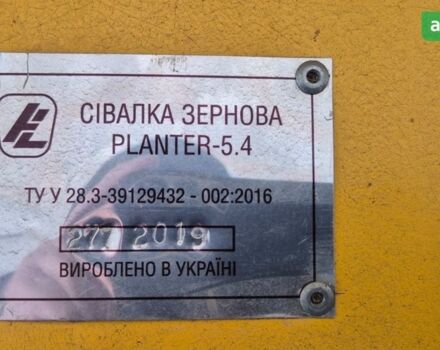 СІВАЛКА ЗЕРНОВА
PLANTER-5.4
ТУ У 28.3-39129432 - 002:2016
277 2019
ВИРОБЛЕНО В УКРАЇНІ